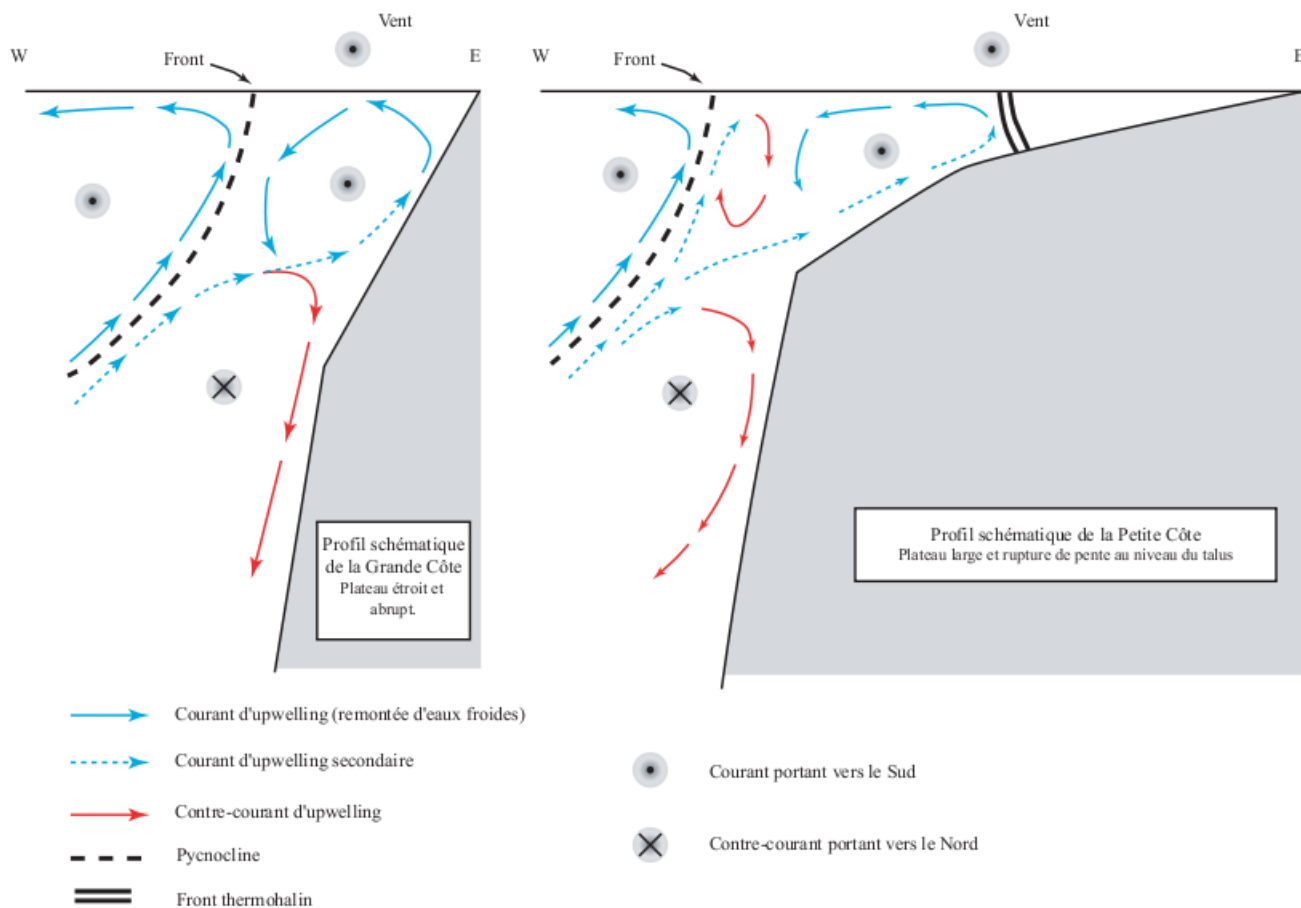 Vent
W
Front
E
Vent
W
Front
E
Profil schématique
de la Grande Côte
Plateau étroit et
abrupt.
Profil schématique de la Petite Côte
Plateau large et rupture de pente au niveau du talus
Courant d'upwelling (remontée d'eaux froides)
Courant d'upwelling secondaire
Contre-courant d'upwelling
Pycnocline
Front thermohalin
Courant portant vers le Sud
Contre-courant portant vers le Nord